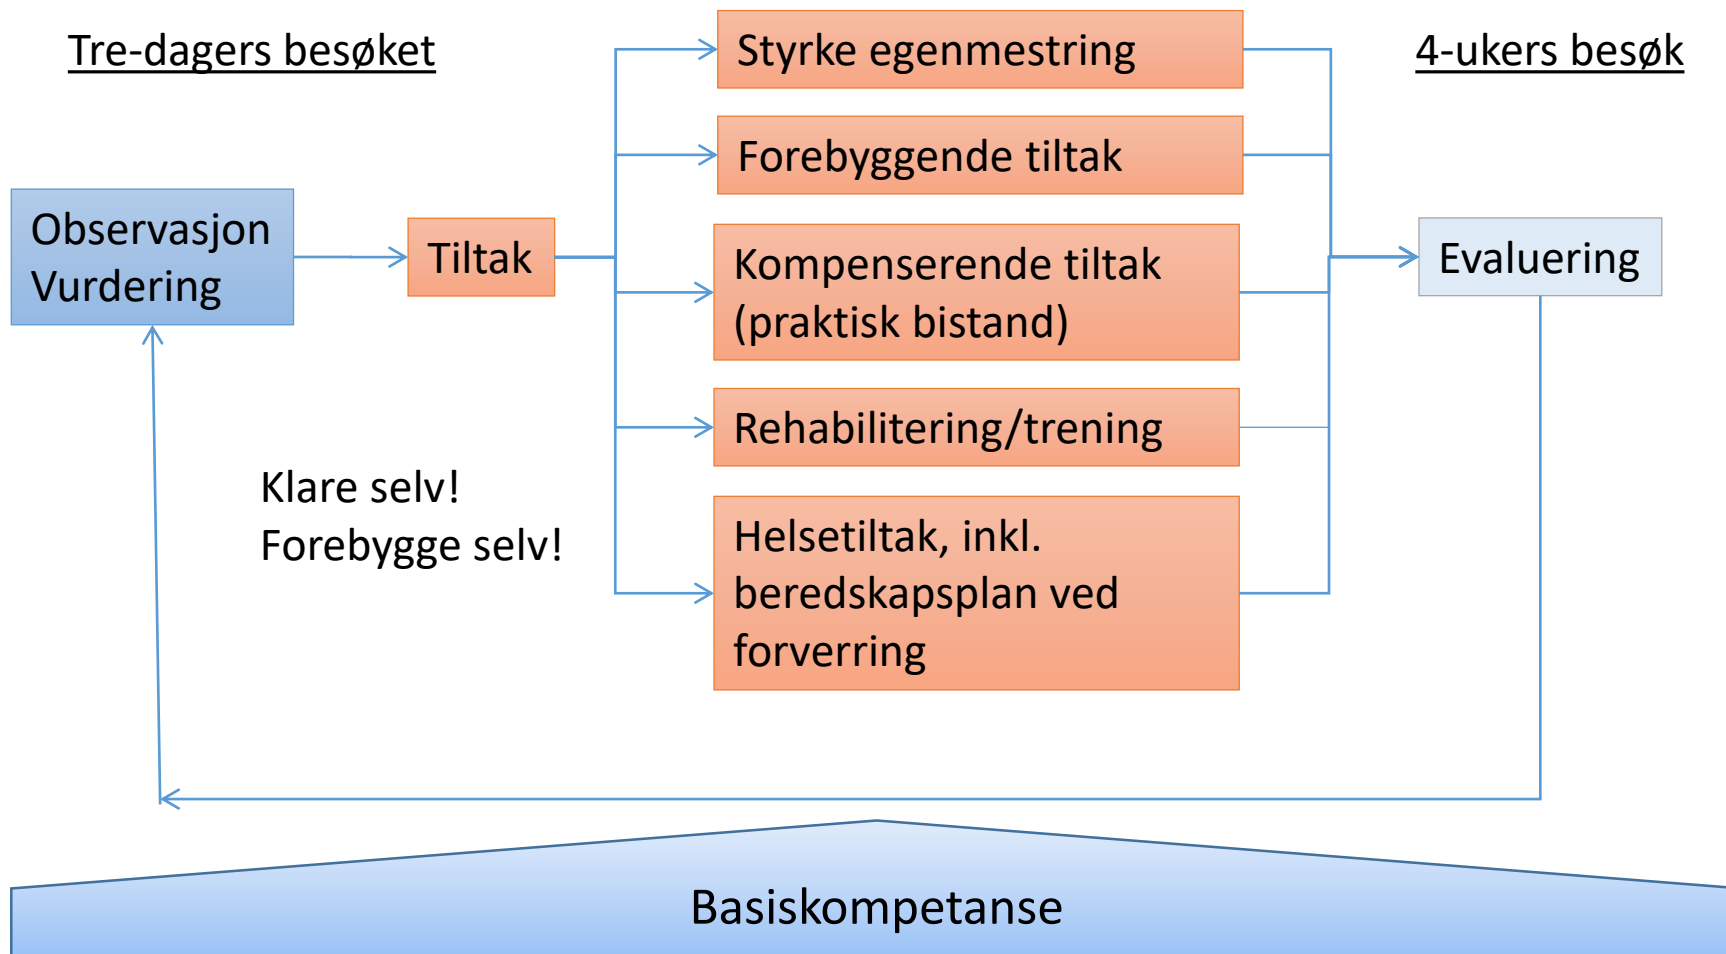 Tre-dagers besøket
4-ukers besøk
Observasjon
Vurdering
Tiltak
Styrke egenmestring
Forebyggende tiltak
Kompenserende tiltak
(praktisk bistand)
Rehabilitering/trening
Helsetiltak, inkl.
beredskapsplan ved
forverring
Evaluering
Klare selv!
Forebygge selv!
Basiskompetanse